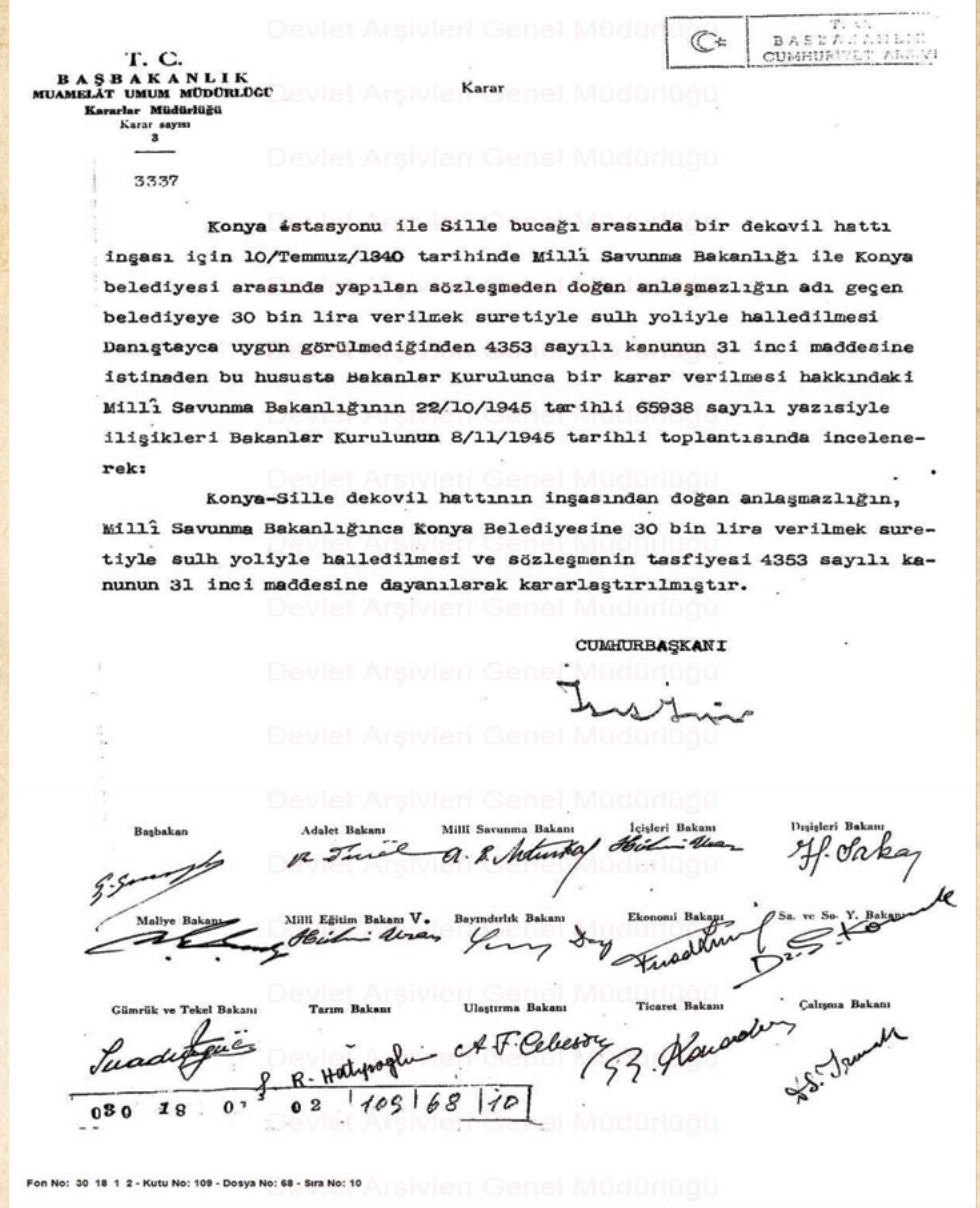 T. C.
BAŞBAKANLIK
MUAMELÂT UMUM MÜDÜRLÜĞÜ
Kararlar Müdürlüğü
Karar sayısı
3
3337
Karar
T. C.
BAŞBAKANLIK
CUMHURİYET ARŞİVİ
Konya istasyonu ile Sille bucağı arasında bir dekovil hattı
inşası için 10/Temmuz/1340 tarihinde Millî Savunma Bakanlığı ile Konya
belediyesi arasında yapılan sözleşmeden doğan anlaşmazlığın adı geçen
belediyeye 30 bin lira verilmek suretiyle sulh yoliyle halledilmesi
Danıştayca uygun görülmediğinden 4353 sayılı kanunun 31 inci maddesine
istinaden bu hususta Bakanlar Kurulunca bir karar verilmesi hakkındaki
Millî Savunma Bakanlığının 22/10/1945 tarihli 65938 sayılı yazısiyle
ilişikleri Bakanlar Kurulunun 8/11/1945 tarihli toplantısında incelene-
rek:
Konya-Sille dekovil hattının inşasından doğan anlaşmazlığın,
Millî Savunma Bakanlığınca Konya Belediyesine 30 bin lira verilmek sure-
tiyle sulh yoliyle halledilmesi ve sözleşmenin tasfiyesi 4353 sayılı ka-
nunun 31 inci maddesine dayanılarak kararlaştırılmıştır.
CUMHURBAŞKANI
Başbakan Adalet Bakanı Millî Savunma Bakanı İçişleri Bakanı Dışişleri Bakanı
H. Saka
Maliye Bakanı Millî Eğitim Bakanı V. Bayındırlık Bakanı Ekonomi Bakanı Sa. ve So. Y. Bakanı
Gümrük ve Tekel Bakanı Tarım Bakanı Ulaştırma Bakanı Ticaret Bakanı Çalışma Bakanı
R. Hatipoğlu A. F. Cebesoy
030 18 02 109 68 10
Fon No: 30 18 1 2 - Kutu No: 109 - Dosya No: 68 - Sıra No: 10
Devlet Arşivleri Genel Müdürlüğü